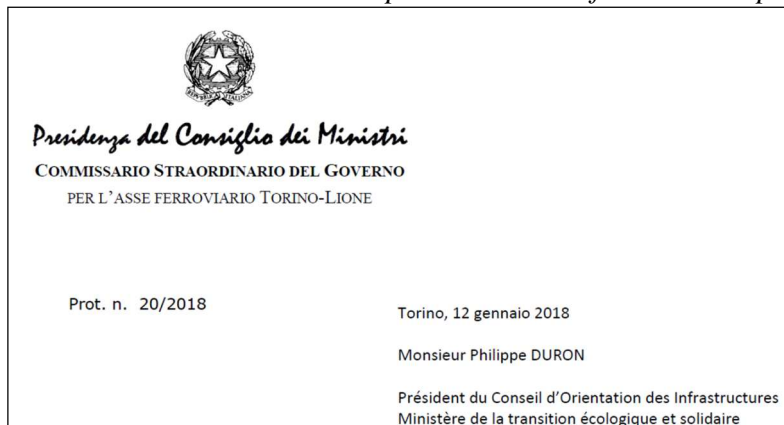 Presidenza del Consiglio dei Ministri
COMMISSARIO STRAORDINARIO DEL GOVERNO
PER L'ASSE FERROVIARIO TORINO-LIONE
Prot. n. 20/2018
Torino, 12 gennaio 2018
Monsieur Philippe DURON
Président du Conseil d'Orientation des Infrastructures
Ministère de la transition écologique et solidaire